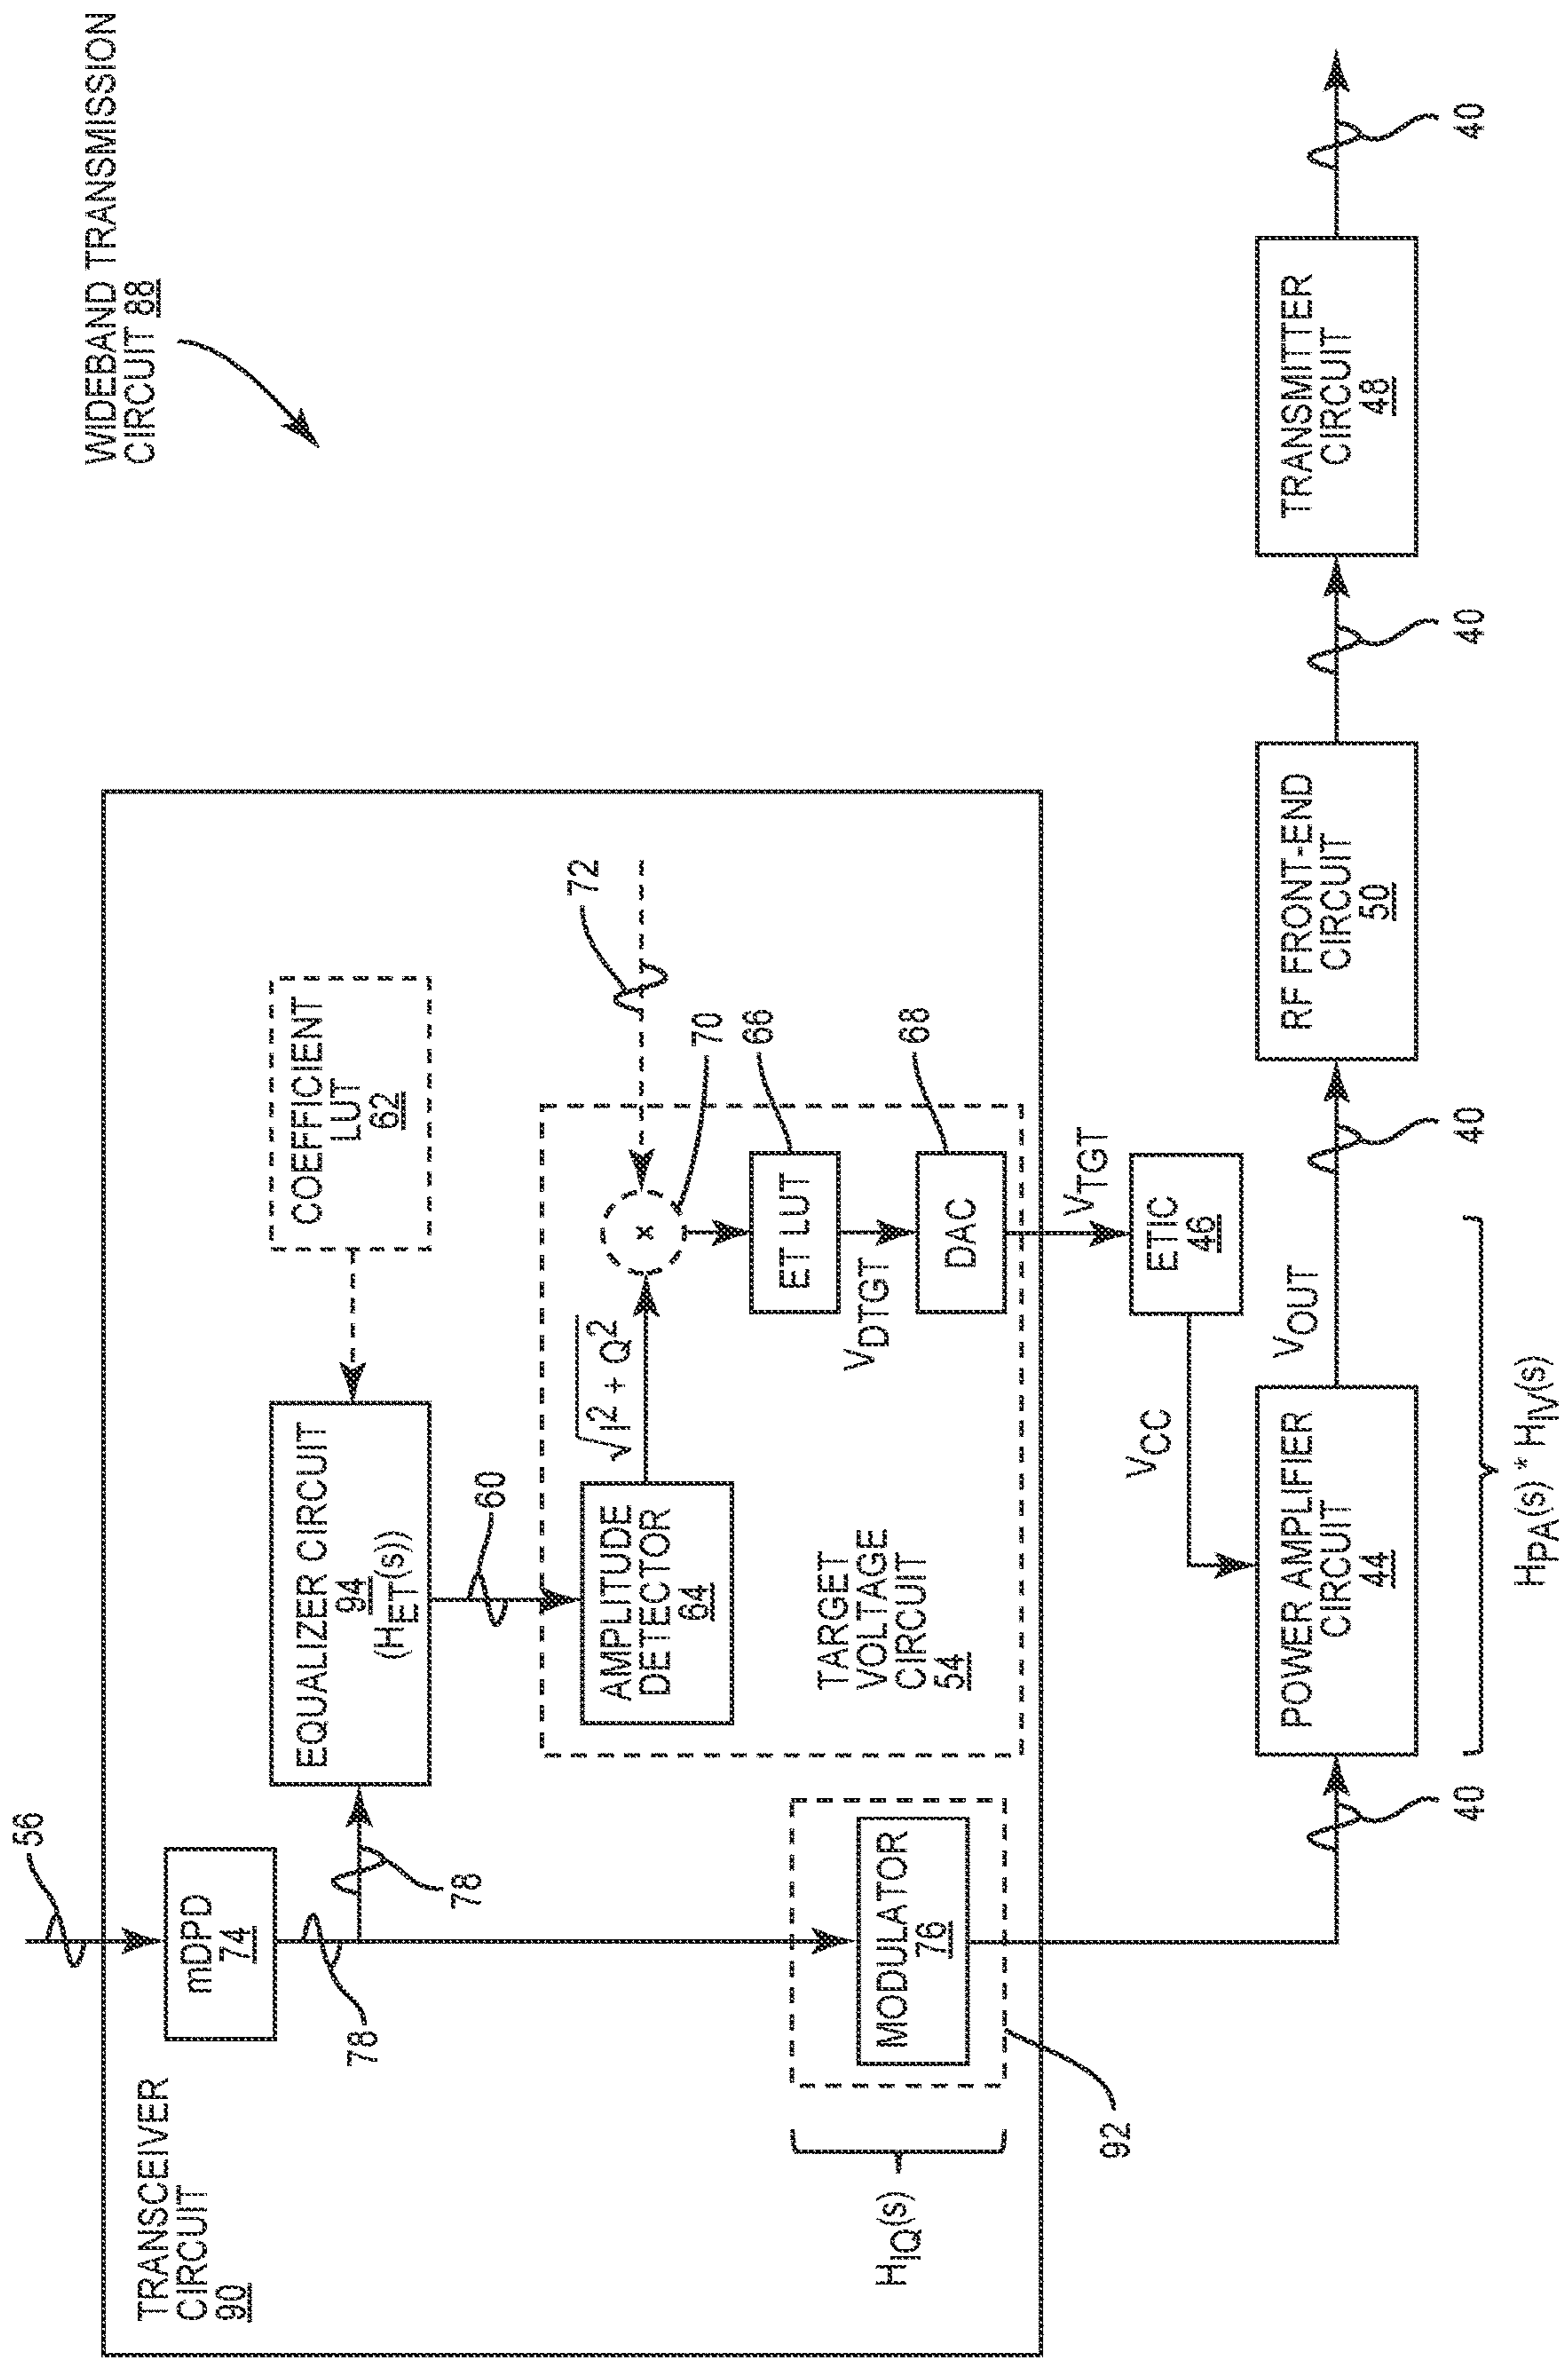 WIDEBAND TRANSMISSION
CIRCUIT 88
TRANSCEIVER
CIRCUIT
90
56
mDPD
74
78
78
EQUALIZER CIRCUIT
94
(HET(s))
COEFFICIENT
LUT
62
60
AMPLITUDE
DETECTOR
64
√I2 + Q2
x
70
72
ET LUT
66
VDTGT
DAC
68
TARGET
VOLTAGE
CIRCUIT
54
MODULATOR
76
92
HIQ(s)
VTGT
ETIC
46
VCC
POWER AMPLIFIER
CIRCUIT
44
40
VOUT
40
HPA(s) * HIV(s)
RF FRONT-END
CIRCUIT
50
40
TRANSMITTER
CIRCUIT
48
40